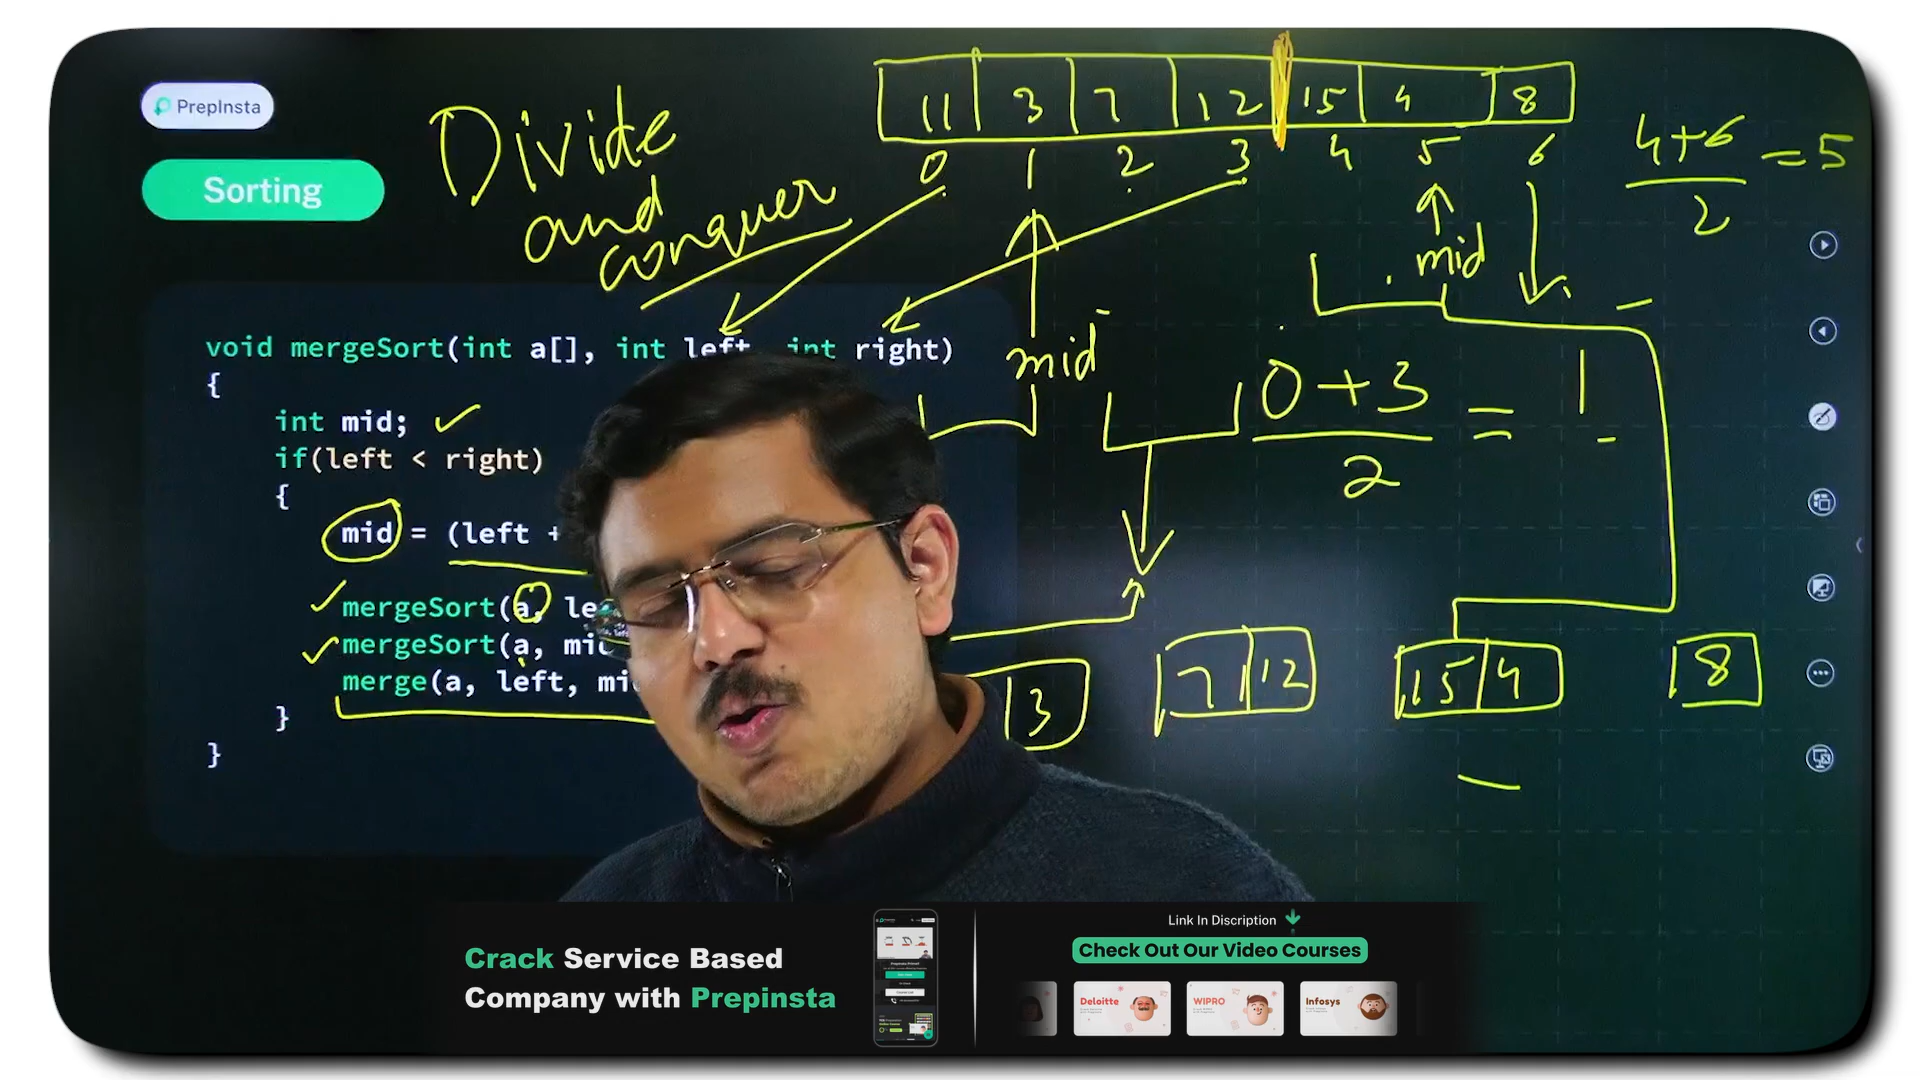 PrepInsta
Sorting
Divide
and
conquer
11 3 7 12 15 4 8
0 1 2 3 4 5 6
4+6
2
= 5
mid
mid
0 + 3
2
= 1
void mergeSort(int a[], int left, int right)
{
int mid;
if(left < right)
{
mid = (left +
mergeSort(a, le
mergeSort(a, mi
merge(a, left, mi
}
}
3
7 12
15 4
8
Crack Service Based
Company with Prepinsta
Link In Discription
Check Out Our Video Courses
Deloitte
WIPRO
Infosys